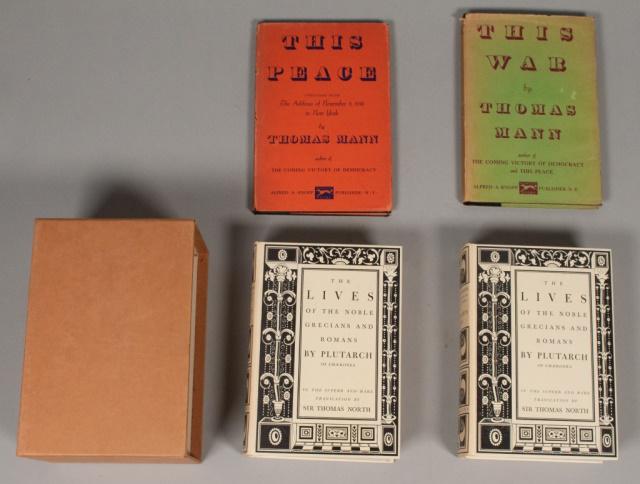 THIS
PEACE
The Address of November 9, 1938
in New York
by
THOMAS MANN
author of
THE COMING VICTORY OF DEMOCRACY
ALFRED · A · KNOPF
PUBLISHER · N · Y ·
THIS
WAR
by
THOMAS
MANN
author of
THE COMING VICTORY OF DEMOCRACY
and THIS PEACE
ALFRED · A · KNOPF
PUBLISHER · N · Y ·
THE
LIVES
OF THE NOBLE
GRECIANS AND
ROMANS
BY PLUTARCH
OF CHÆRONEA
IN THE SUPERB AND RARE
TRANSLATION BY
SIR THOMAS NORTH
THE
LIVES
OF THE NOBLE
GRECIANS AND
ROMANS
BY PLUTARCH
OF CHÆRONEA
IN THE SUPERB AND RARE
TRANSLATION BY
SIR THOMAS NORTH